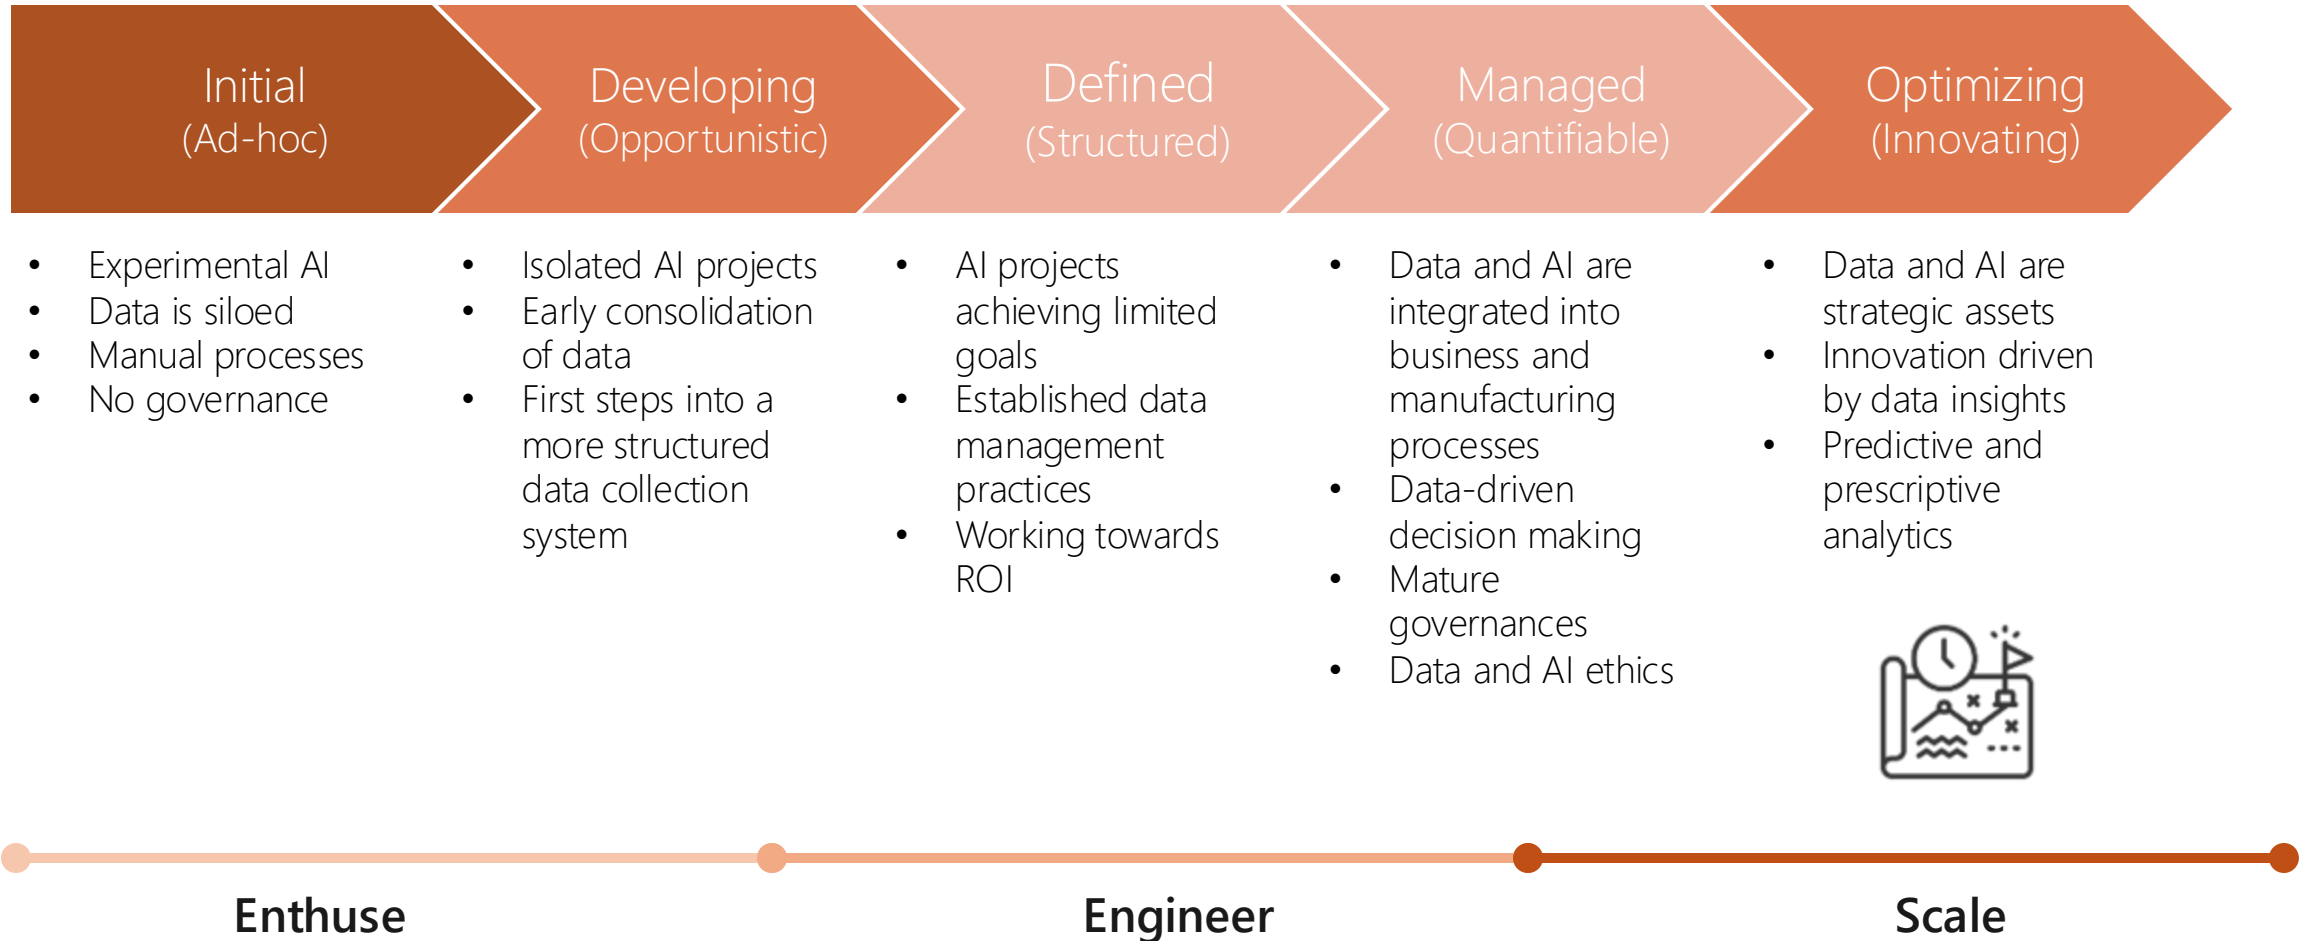 Initial
(Ad-hoc)
Developing
(Opportunistic)
Defined
(Structured)
Managed
(Quantifiable)
Optimizing
(Innovating)
• Experimental AI
• Data is siloed
• Manual processes
• No governance
• Isolated AI projects
• Early consolidation
of data
• First steps into a
more structured
data collection
system
• AI projects
achieving limited
goals
• Established data
management
practices
• Working towards
ROI
• Data and AI are
integrated into
business and
manufacturing
processes
• Data-driven
decision making
• Mature
governances
• Data and AI ethics
• Data and AI are
strategic assets
• Innovation driven
by data insights
• Predictive and
prescriptive
analytics
Enthuse
Engineer
Scale